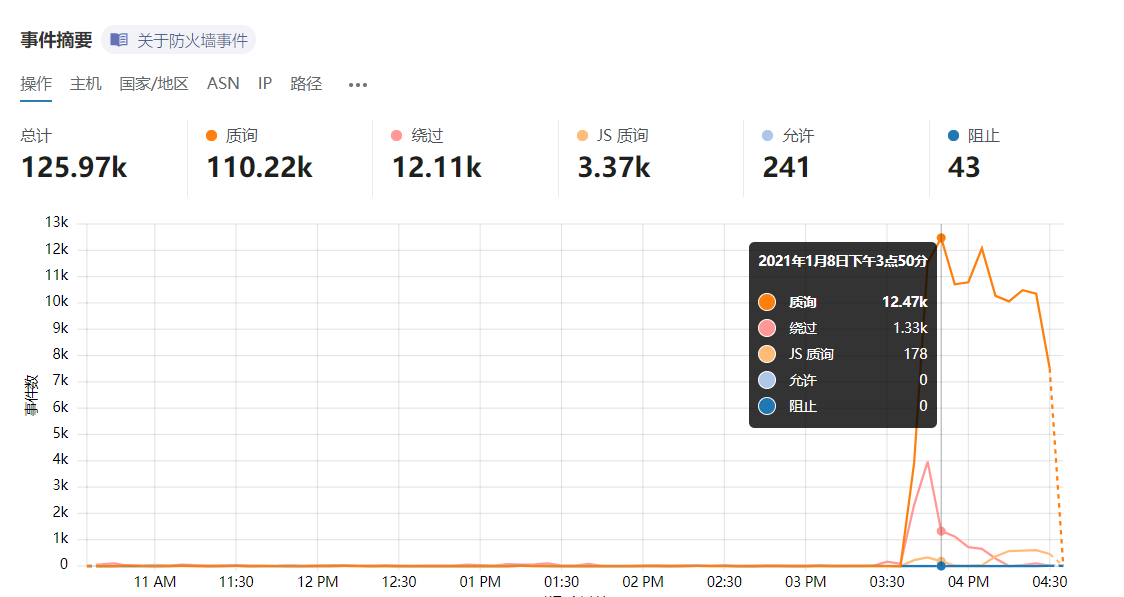 事件摘要 关于防火墙事件
操作 主机 国家/地区 ASN IP 路径 •••
总计 质询 绕过 JS 质询 允许 阻止
125.97k 110.22k 12.11k 3.37k 241 43
13k
12k
11k
10k
9k
8k
7k
6k
5k
4k
3k
2k
1k
0
事件数
2021年1月8日下午3点50分
质询 12.47k
绕过 1.33k
JS 质询 178
允许 0
阻止 0
11 AM 11:30 12 PM 12:30 01 PM 01:30 02 PM 02:30 03 PM 03:30 04 PM 04:30